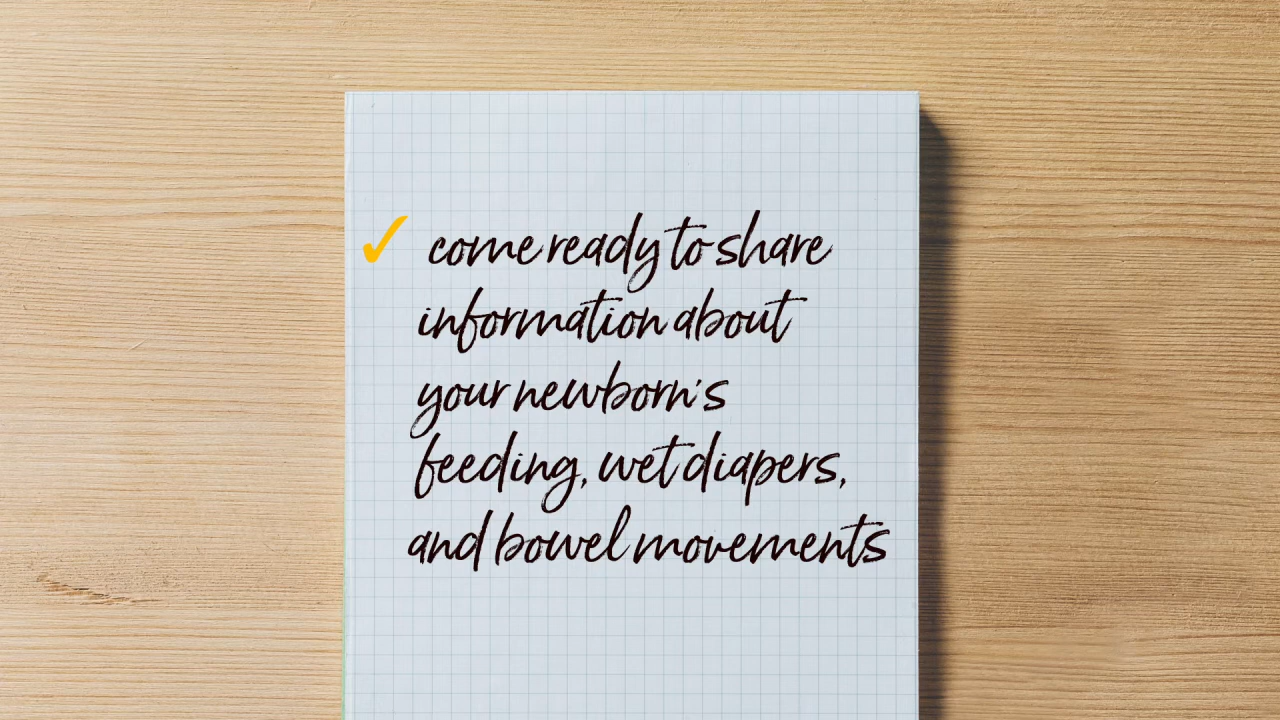 ✓ come ready to share
information about
your newborn's
feeding, wet diapers,
and bowel movements